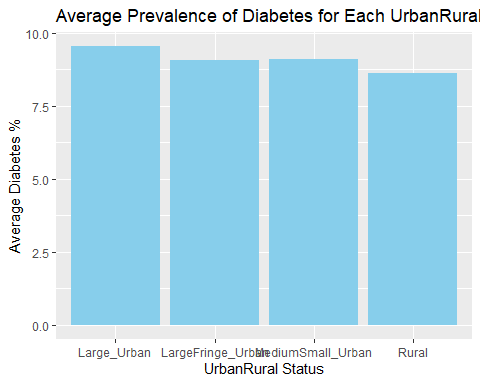 Average Prevalence of Diabetes for Each UrbanRural
Average Diabetes %
10.0
7.5
5.0
2.5
0.0
Large_Urban
LargeFringe_Urban
MediumSmall_Urban
Rural
UrbanRural Status